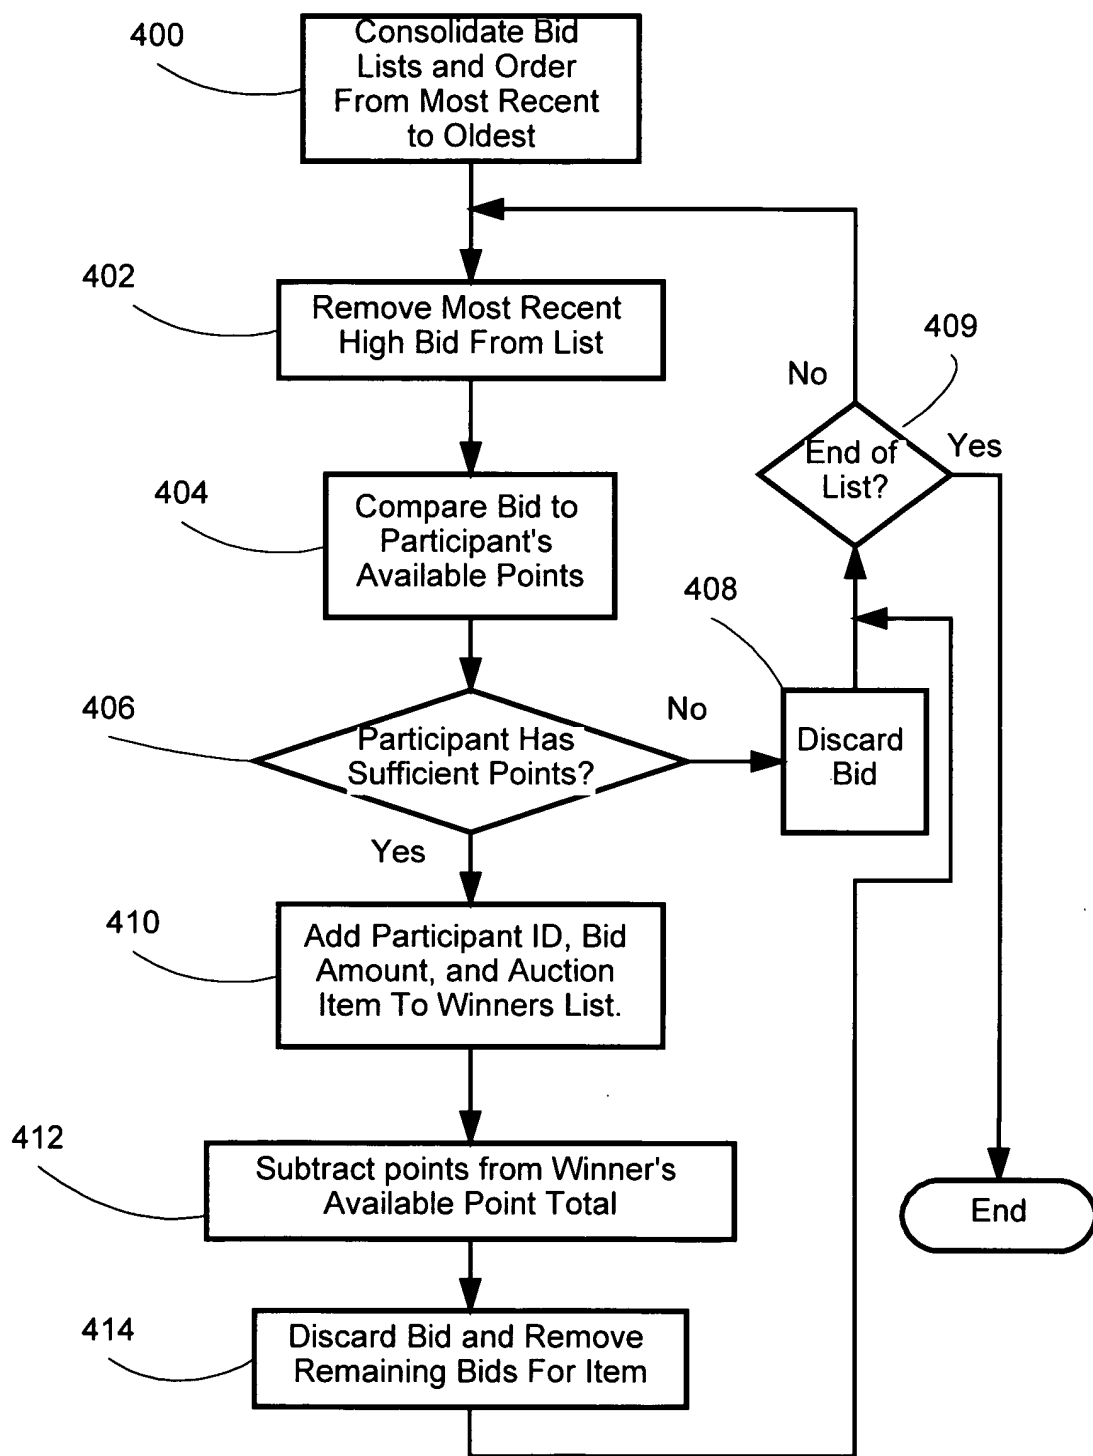 400
Consolidate Bid
Lists and Order
From Most Recent
to Oldest
402
Remove Most Recent
High Bid From List
409
No
End of
List?
Yes
404
Compare Bid to
Participant's
Available Points
408
406
Participant Has
Sufficient Points?
No
Discard
Bid
Yes
410
Add Participant ID, Bid
Amount, and Auction
Item To Winners List.
412
Subtract points from Winner's
Available Point Total
End
414
Discard Bid and Remove
Remaining Bids For Item